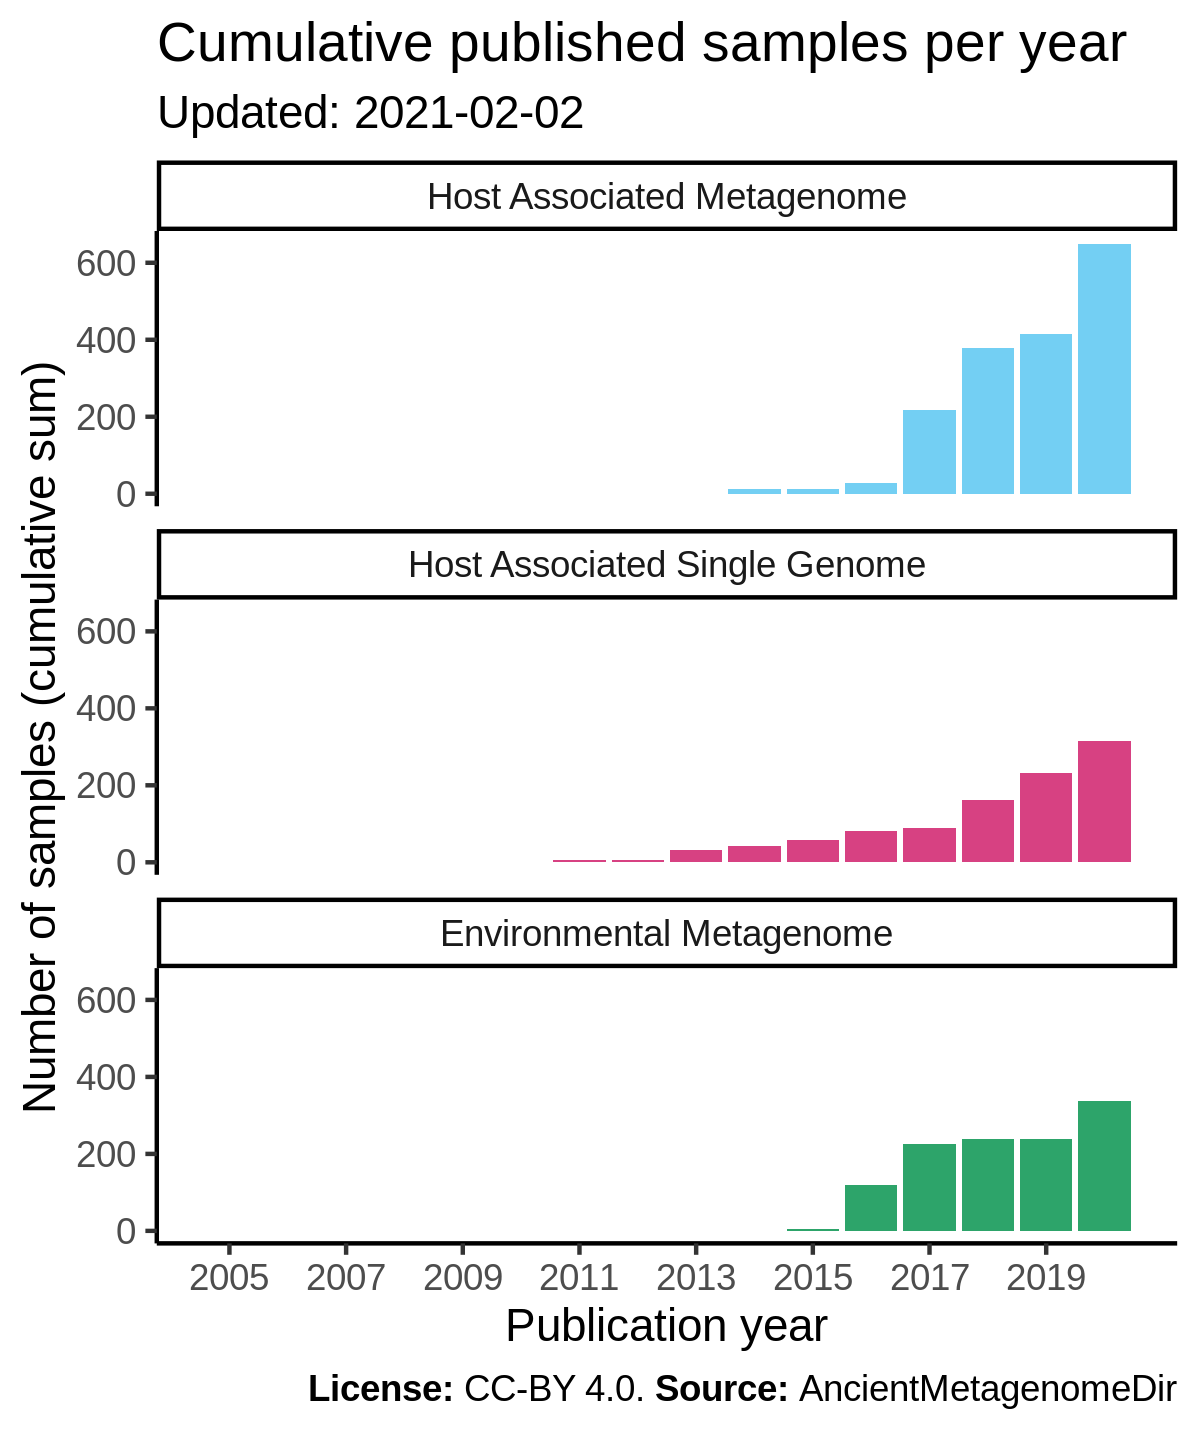 Cumulative published samples per year
Updated: 2021-02-02
Host Associated Metagenome
600
400
200
0
Host Associated Single Genome
600
400
200
0
Environmental Metagenome
600
400
200
0
Number of samples (cumulative sum)
2005 2007 2009 2011 2013 2015 2017 2019
Publication year
License: CC-BY 4.0. Source: AncientMetagenomeDir